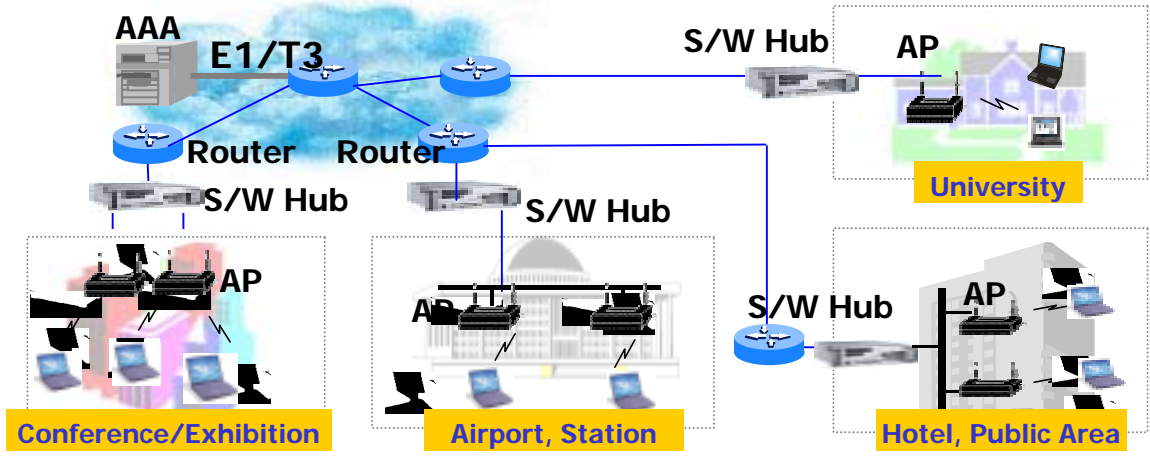 AAA
E1/T3
S/W Hub
AP
Router
Router
University
S/W Hub
S/W Hub
AP
AP
S/W Hub
AP
Conference/Exhibition
Airport, Station
Hotel, Public Area